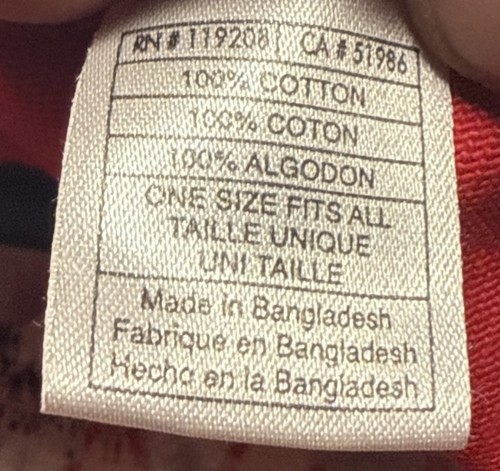 RN # 119208 CA # 51986
100% COTTON
100% COTON
100% ALGODON
ONE SIZE FITS ALL
TAILLE UNIQUE
UNI TAILLE
Made in Bangladesh
Fabrique en Bangladesh
Hecho en la Bangladesh